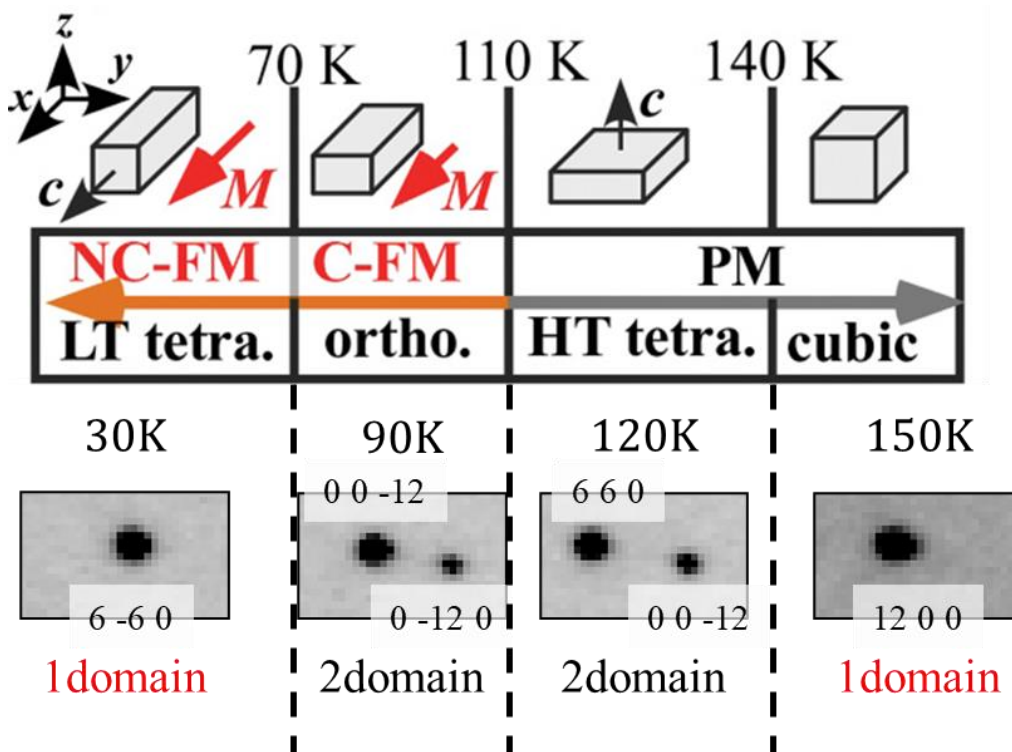 z
y
x
70 K
110 K
140 K
c
c
M
M
NC-FM
C-FM
PM
LT tetra.
ortho.
HT tetra.
cubic
30K
90K
120K
150K
0 0 -12
6 6 0
6 -6 0
0 -12 0
0 0 -12
12 0 0
1domain
2domain
2domain
1domain